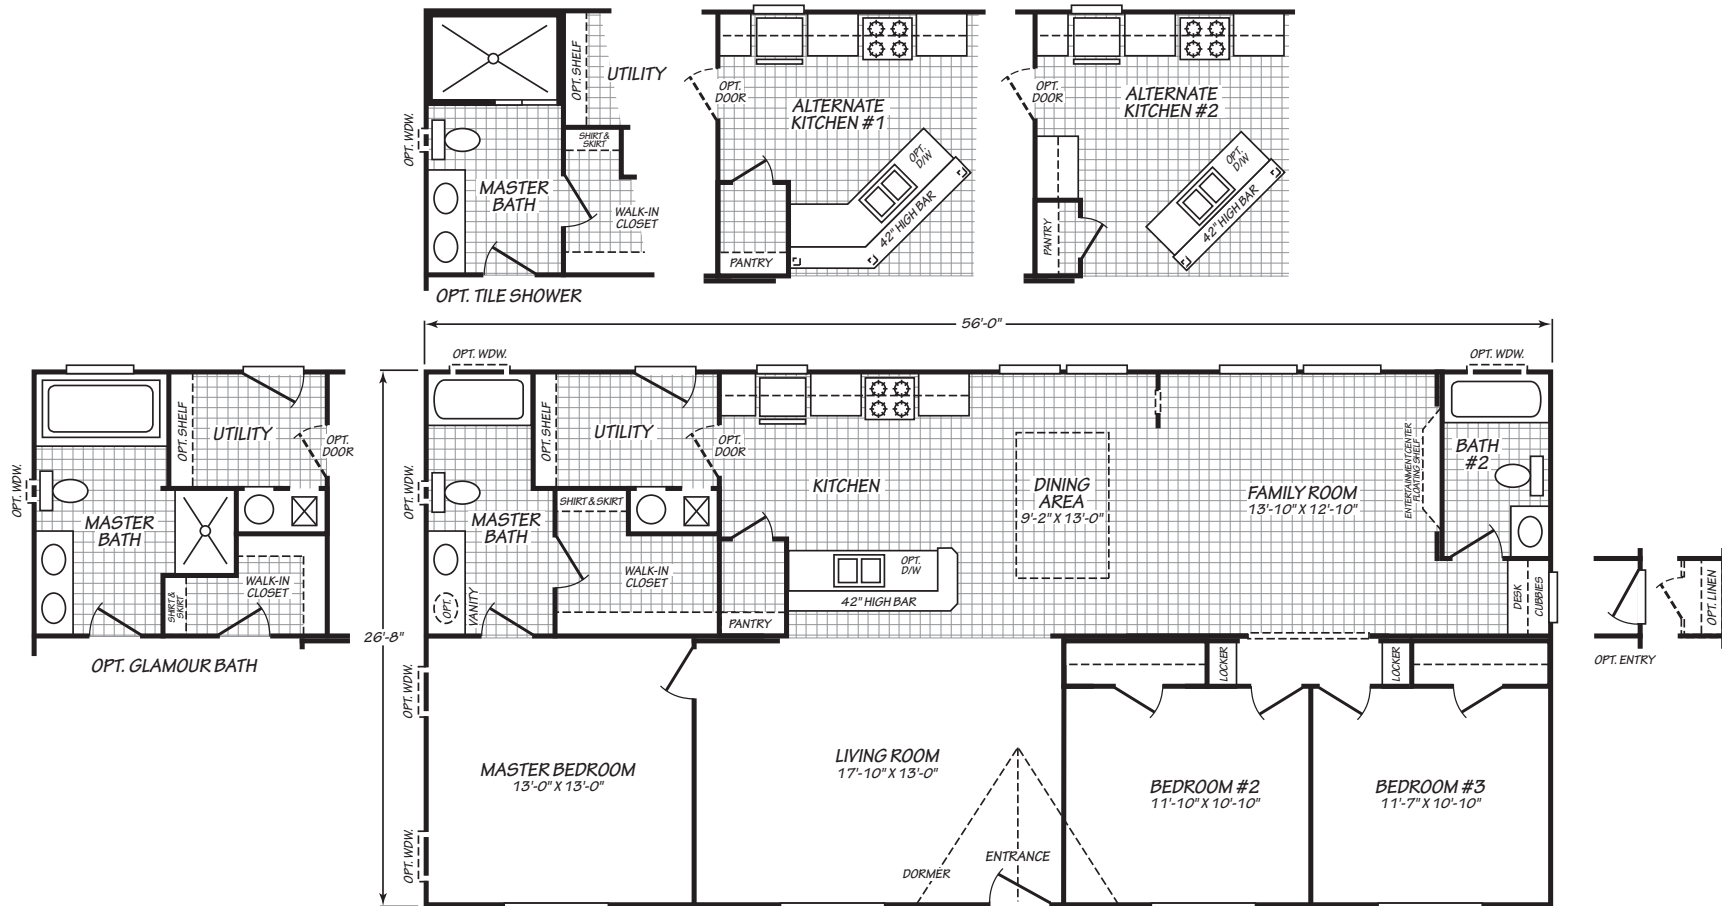 OPT. SHELF
UTILITY
OPT. WDW.
SHIRT &
SKIRT
MASTER
BATH
WALK-IN
CLOSET
OPT. TILE SHOWER
OPT.
DOOR
ALTERNATE
KITCHEN #1
OPT.
D/W
42" HIGH BAR
PANTRY
OPT.
DOOR
ALTERNATE
KITCHEN #2
OPT.
D/W
42" HIGH BAR
PANTRY
56'-0"
26'-8"
OPT. SHELF
UTILITY
OPT.
DOOR
OPT. WDW.
MASTER
BATH
SHIRT &
SKIRT
WALK-IN
CLOSET
OPT. GLAMOUR BATH
OPT. WDW.
OPT. SHELF
UTILITY
OPT.
DOOR
OPT. WDW.
SHIRT & SKIRT
MASTER
BATH
WALK-IN
CLOSET
OPT.
VANITY
KITCHEN
OPT.
D/W
42" HIGH BAR
PANTRY
DINING
AREA
9'-2" X 13'-0"
FAMILY ROOM
13'-10" X 12'-10"
ENTERTAINMENT CENTER
FLOATING SHELF
OPT. WDW.
BATH
#2
DESK
CUBBIES
OPT. LINEN
OPT. ENTRY
OPT. WDW.
OPT. WDW.
MASTER BEDROOM
13'-0" X 13'-0"
LIVING ROOM
17'-10" X 13'-0"
DORMER
ENTRANCE
LOCKER
LOCKER
BEDROOM #2
11'-10" X 10'-10"
BEDROOM #3
11'-7" X 10'-10"